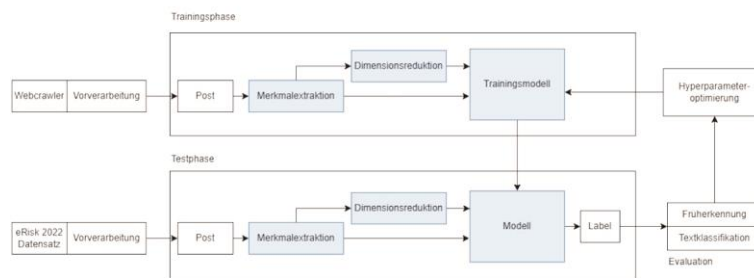 Trainingsphase
Webcrawler
Vorverarbeitung
Post
Merkmalextraktion
Dimensionsreduktion
Trainingsmodell
Hyperparameter-
optimierung
Testphase
eRisk 2022
Datensatz
Vorverarbeitung
Post
Merkmalextraktion
Dimensionsreduktion
Modell
Label
Früherkennung
Textklassifikation
Evaluation